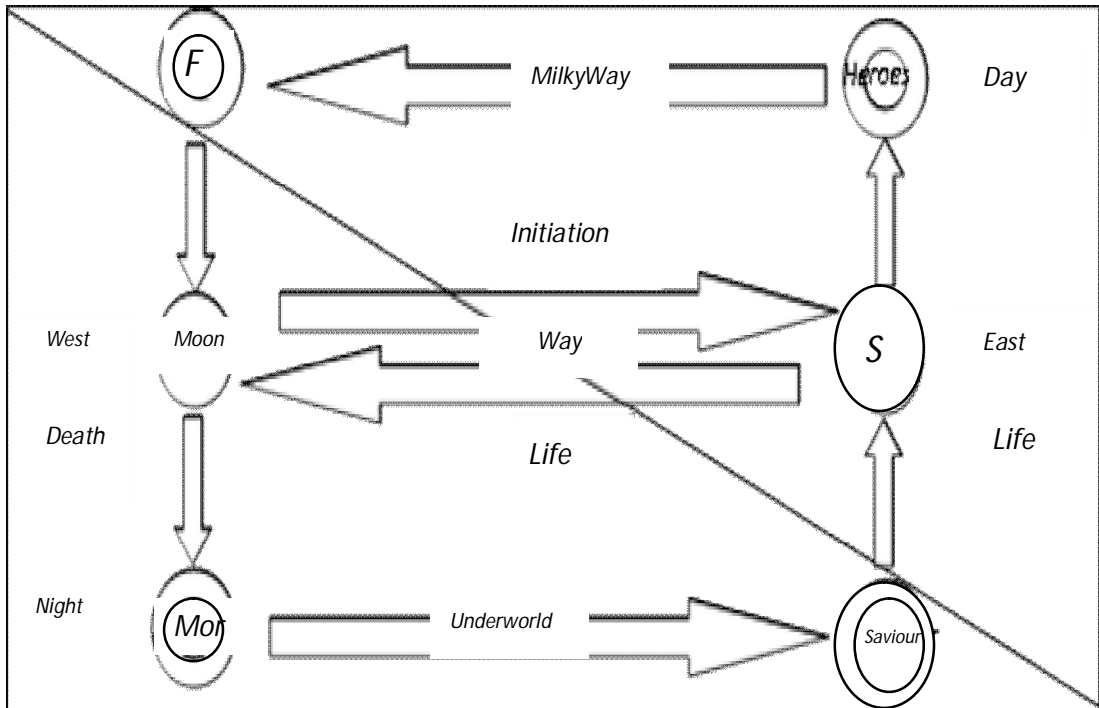 F
MilkyWay
Heroes
Day
Initiation
West
Moon
Way
S
East
Death
Life
Life
Night
Mor
Underworld
Saviour